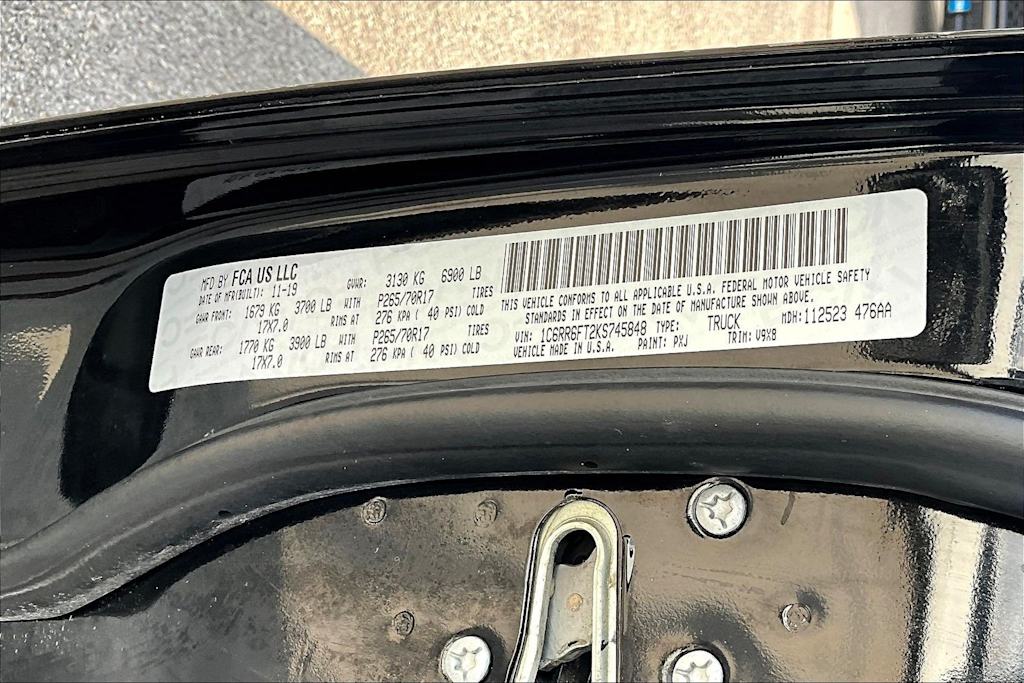 MFD BY FCA US LLC GVWR: 3130 KG 6900 LB
DATE OF MFR(BUILT): 11-19
GAWR FRONT: 1679 KG 3700 LB WITH P265/70R17 TIRES
17X7.0 RIMS AT 276 KPA ( 40 PSI) COLD
GAWR REAR: 1770 KG 3900 LB WITH P265/70R17 TIRES
17X7.0 RIMS AT 276 KPA ( 40 PSI) COLD
THIS VEHICLE CONFORMS TO ALL APPLICABLE U.S.A. FEDERAL MOTOR VEHICLE SAFETY
STANDARDS IN EFFECT ON THE DATE OF MANUFACTURE SHOWN ABOVE.
VIN: 1C6RR6FT2KS745848 TYPE: TRUCK MDH: 112523 476AA
VEHICLE MADE IN U.S.A. PAINT: PXJ TRIM: V9X8